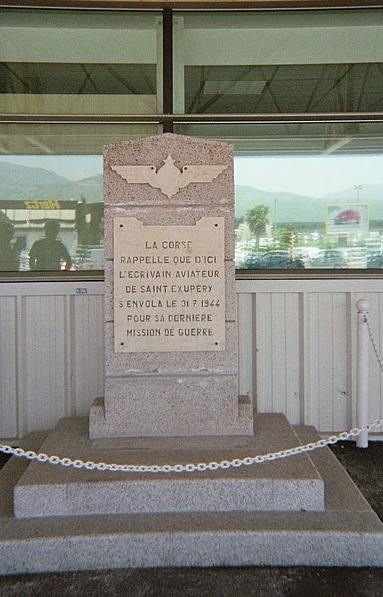 Hertz
LA CORSE
RAPPELLE QUE D'ICI
L'ECRIVAIN AVIATEUR
DE SAINT EXUPERY
S'ENVOLA LE 31 7 1944
POUR SA DERNIERE
MISSION DE GUERRE